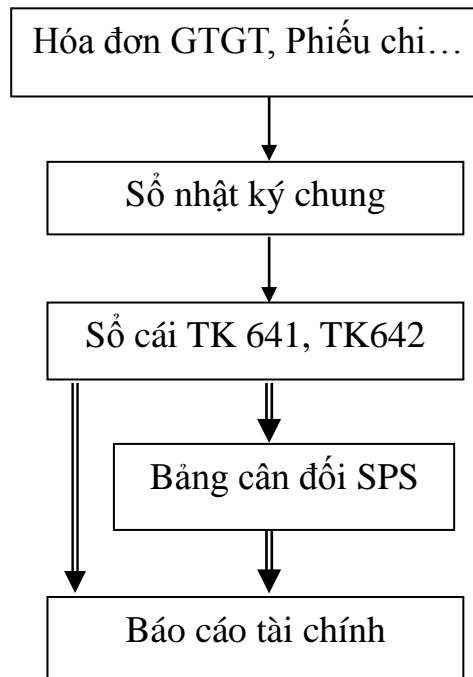 Hóa đơn GTGT, Phiếu chi…
Sổ nhật ký chung
Sổ cái TK 641, TK642
Bảng cân đối SPS
Báo cáo tài chính